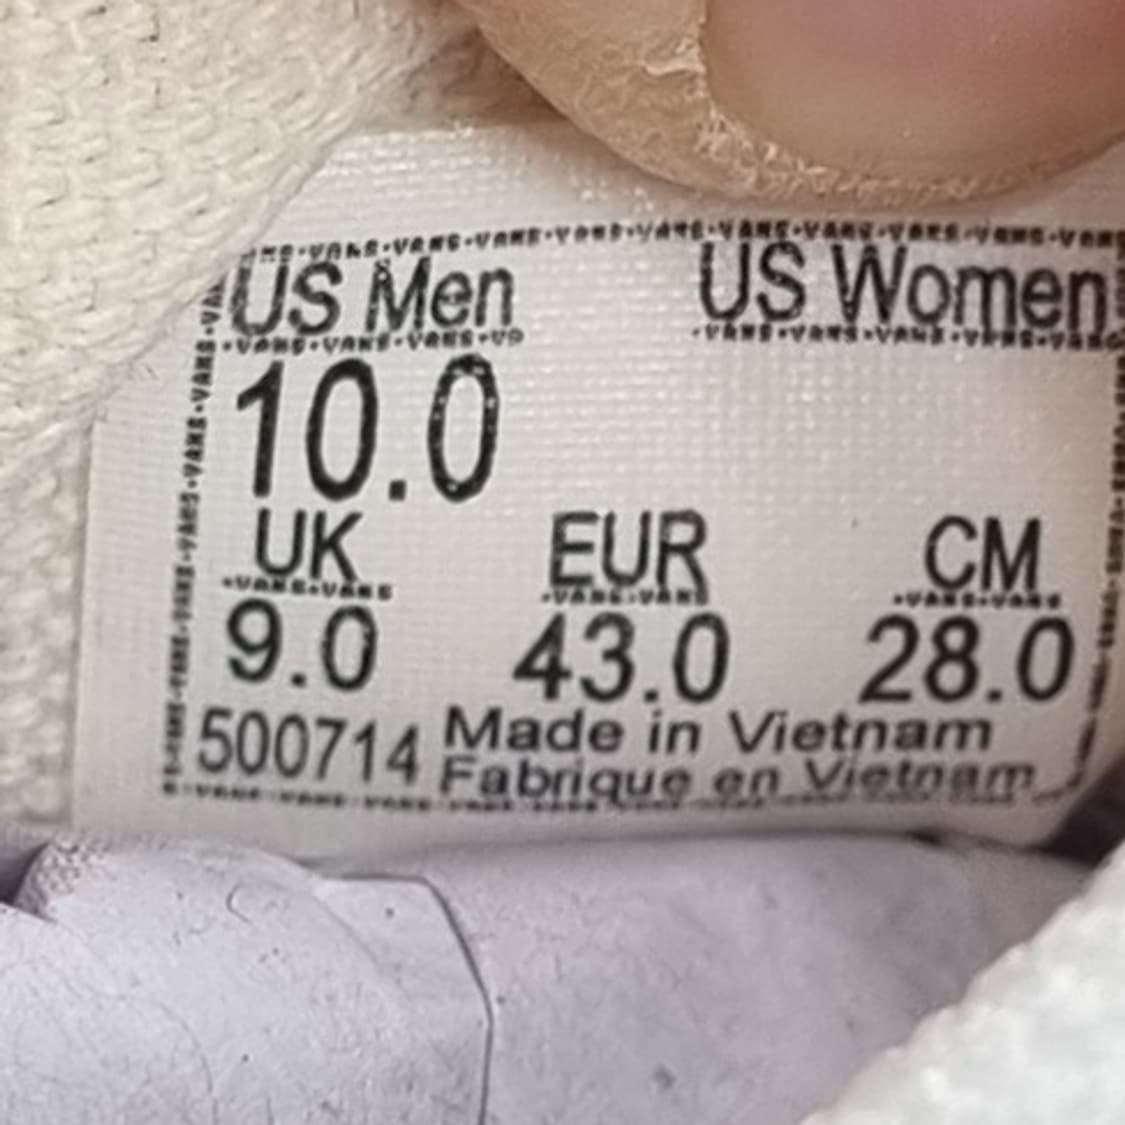 US Men US Women
10.0
UK EUR CM
9.0 43.0 28.0
500714 Made in Vietnam
Fabrique en Vietnam